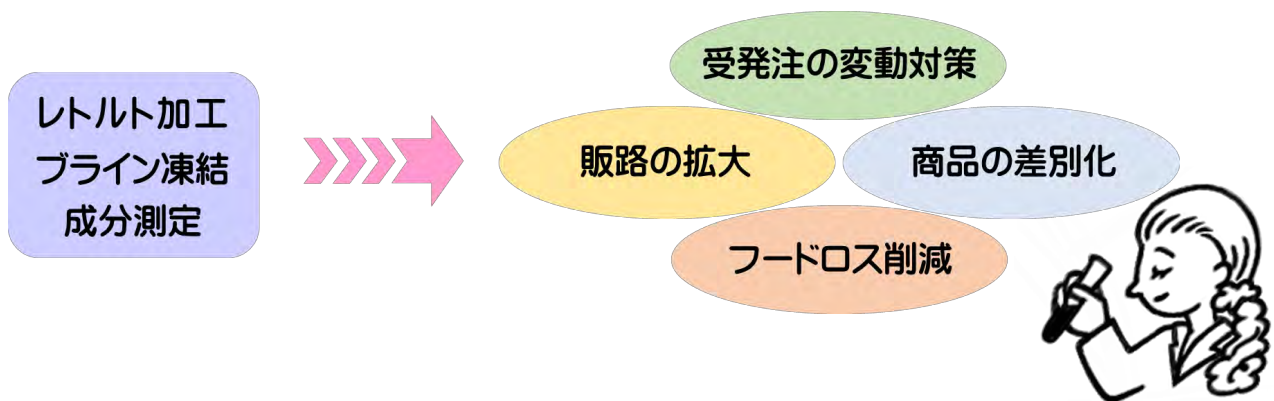 レトルト加工
ブライン凍結
成分測定
受発注の変動対策
販路の拡大
商品の差別化
フードロス削減